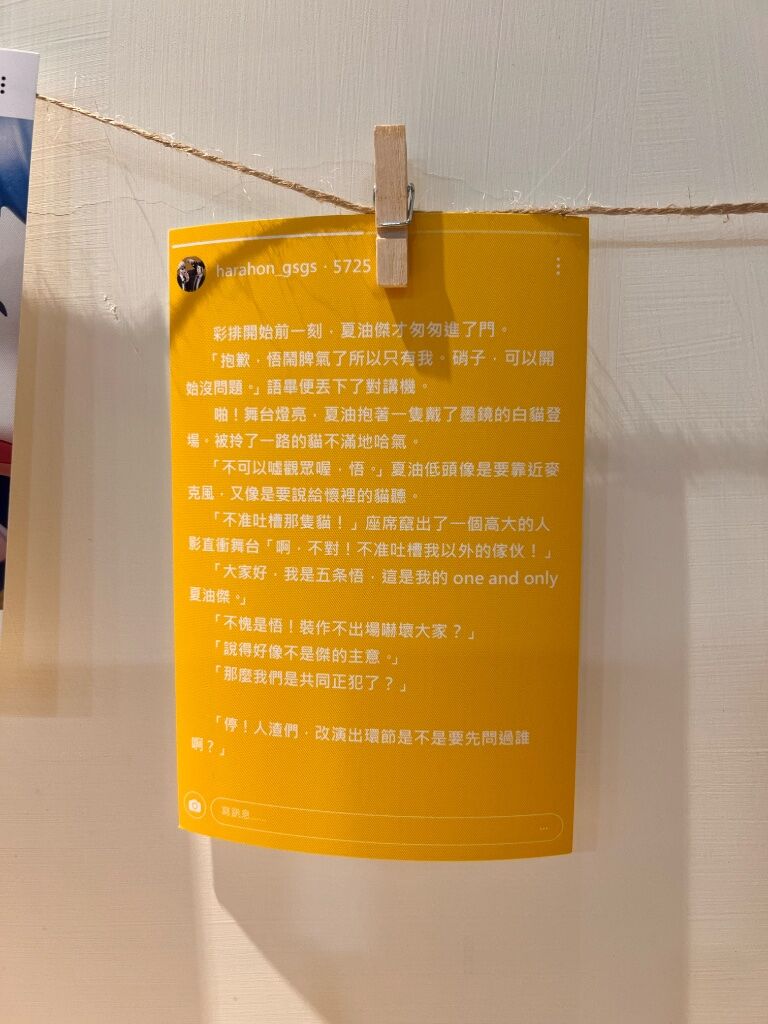 harahon_gsgs · 5725
彩排開始前一刻，夏油傑才匆匆進了門。
「抱歉，悟鬧脾氣了所以只有我。硝子，可以開
始沒問題。」語畢便丟下了對講機。
啪！舞台燈亮，夏油抱著一隻戴了墨鏡的白貓登
場。被拎了一路的貓不滿地哈氣。
「不可以噓觀眾喔，悟。」夏油低頭像是要靠近麥
克風，又像是要說給懷裡的貓聽。
「不准吐槽那隻貓！」座席竄出了一個高大的人
影直衝舞台「啊，不對！不准吐槽我以外的傢伙！」
「大家好，我是五条悟，這是我的 one and only
夏油傑。」
「不愧是悟！裝作不出場嚇壞大家？」
「說得好像不是傑的主意。」
「那麼我們是共同正犯了？」
「停！人渣們，改演出環節是不是要先問過誰
啊？」
寫訊息......